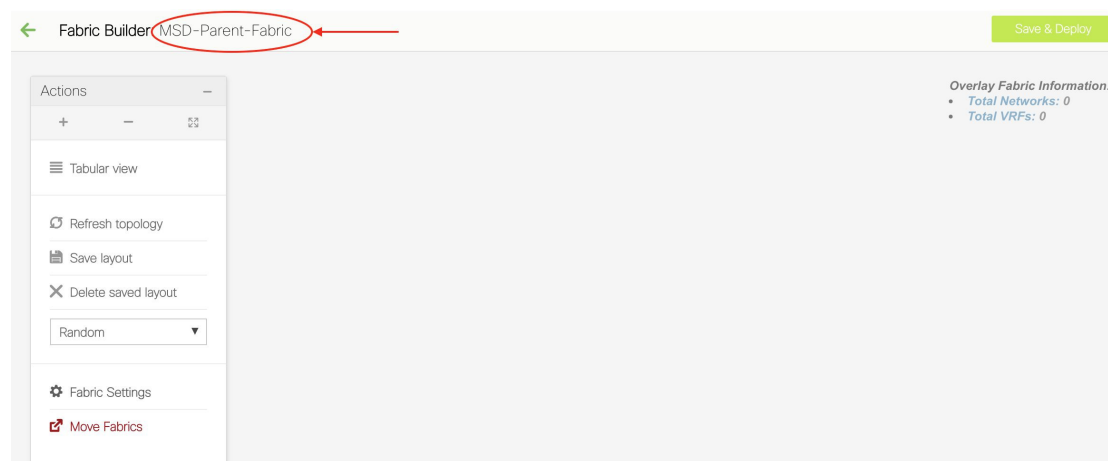 Fabric Builder: MSD-Parent-Fabric
Save & Deploy
Actions
Overlay Fabric Information:
Total Networks: 0
Total VRFs: 0
Tabular view
Refresh topology
Save layout
Delete saved layout
Random
Fabric Settings
Move Fabrics